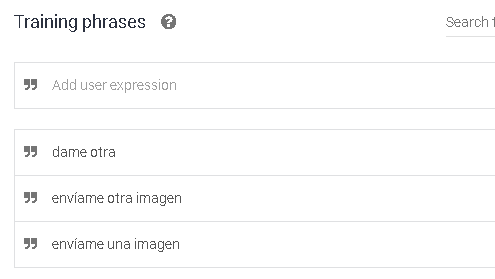 Training phrases
Search t
Add user expression
dame otra
envíame otra imagen
envíame una imagen